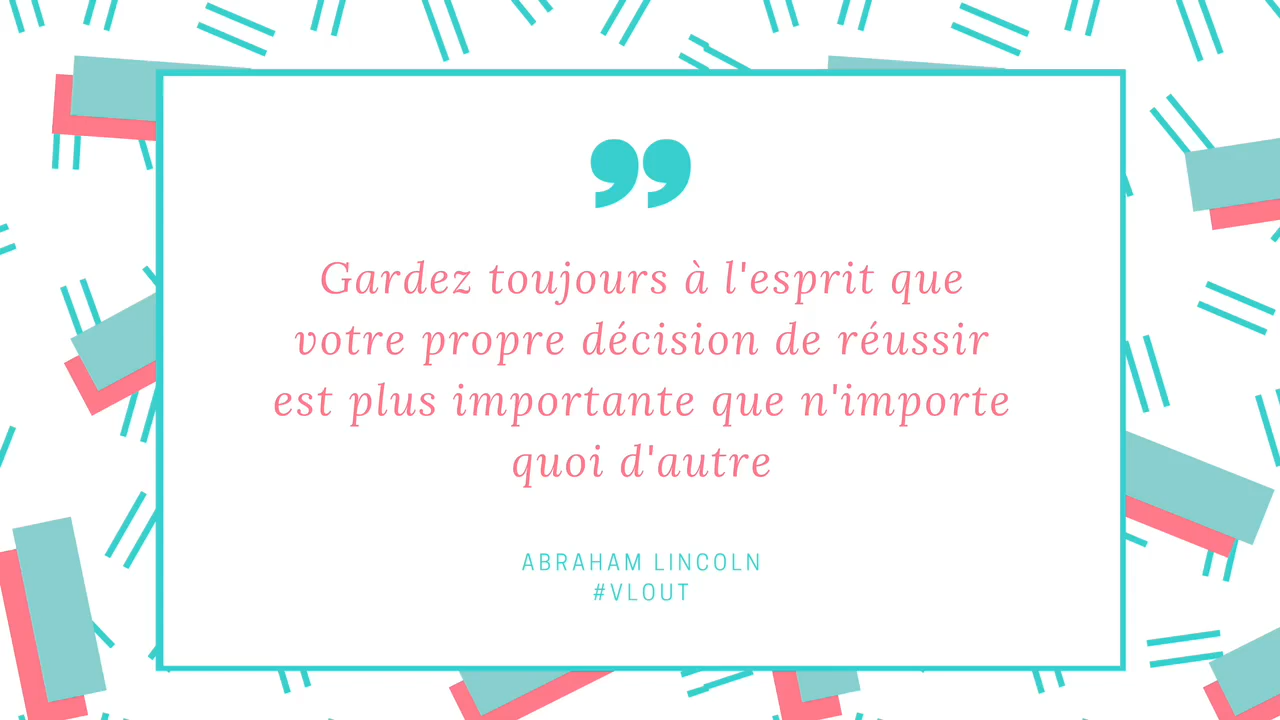 ❞
Gardez toujours à l'esprit que
votre propre décision de réussir
est plus importante que n'importe
quoi d'autre
ABRAHAM LINCOLN
#VLOUT